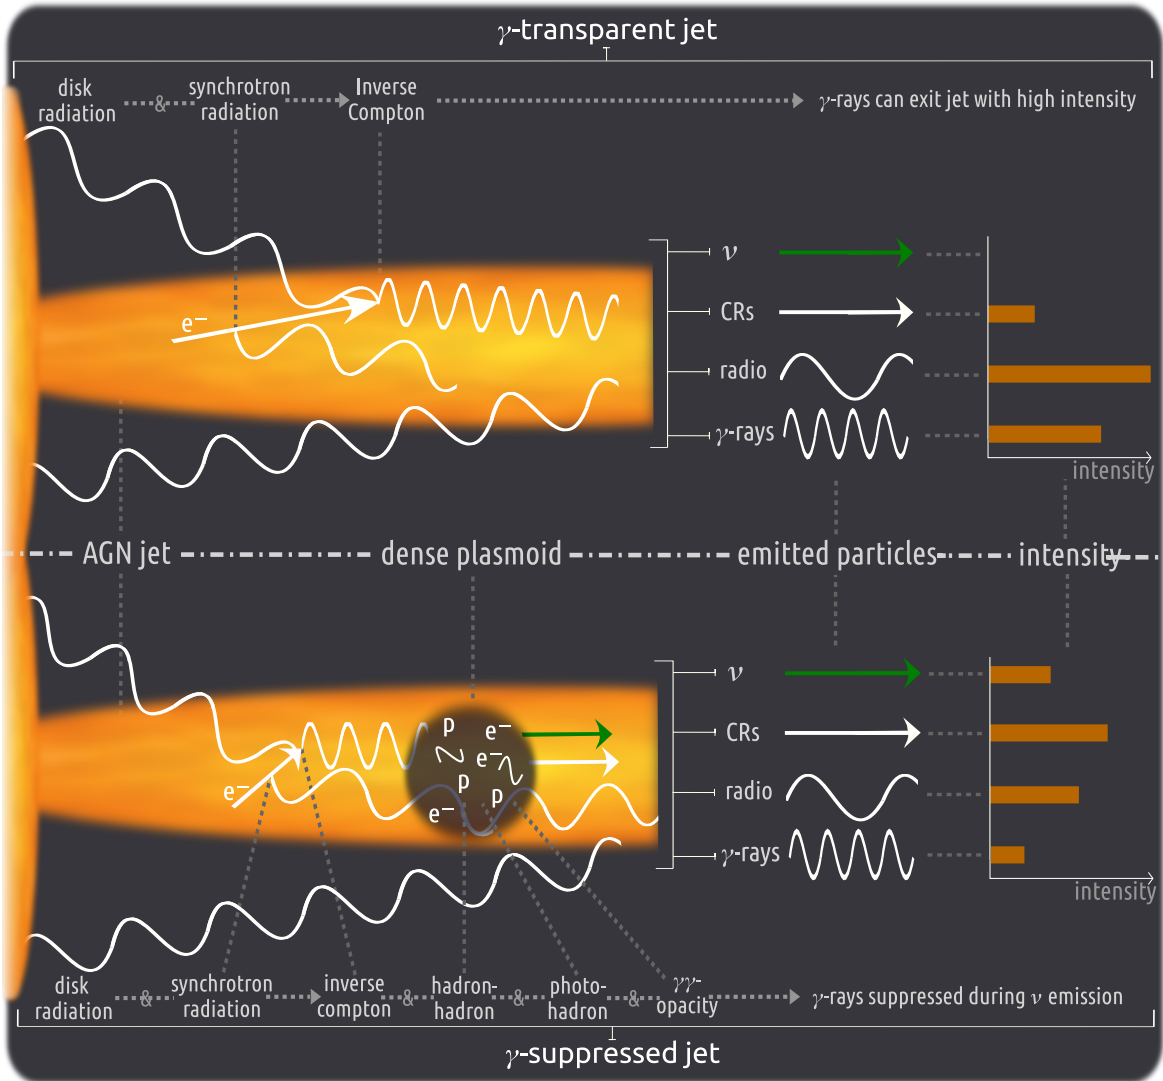 γ-transparent jet
disk radiation & synchrotron radiation Inverse Compton γ-rays can exit jet with high intensity
ν
e⁻
CRs
radio
γ-rays
intensity
AGN jet dense plasmoid emitted particles intensity
ν
p e⁻
CRs
e⁻
p
e⁻ p radio
e⁻
γ-rays
intensity
disk radiation & synchrotron radiation inverse compton & hadron-hadron & photo-hadron & γγ-opacity γ-rays suppressed during ν emission
γ-suppressed jet